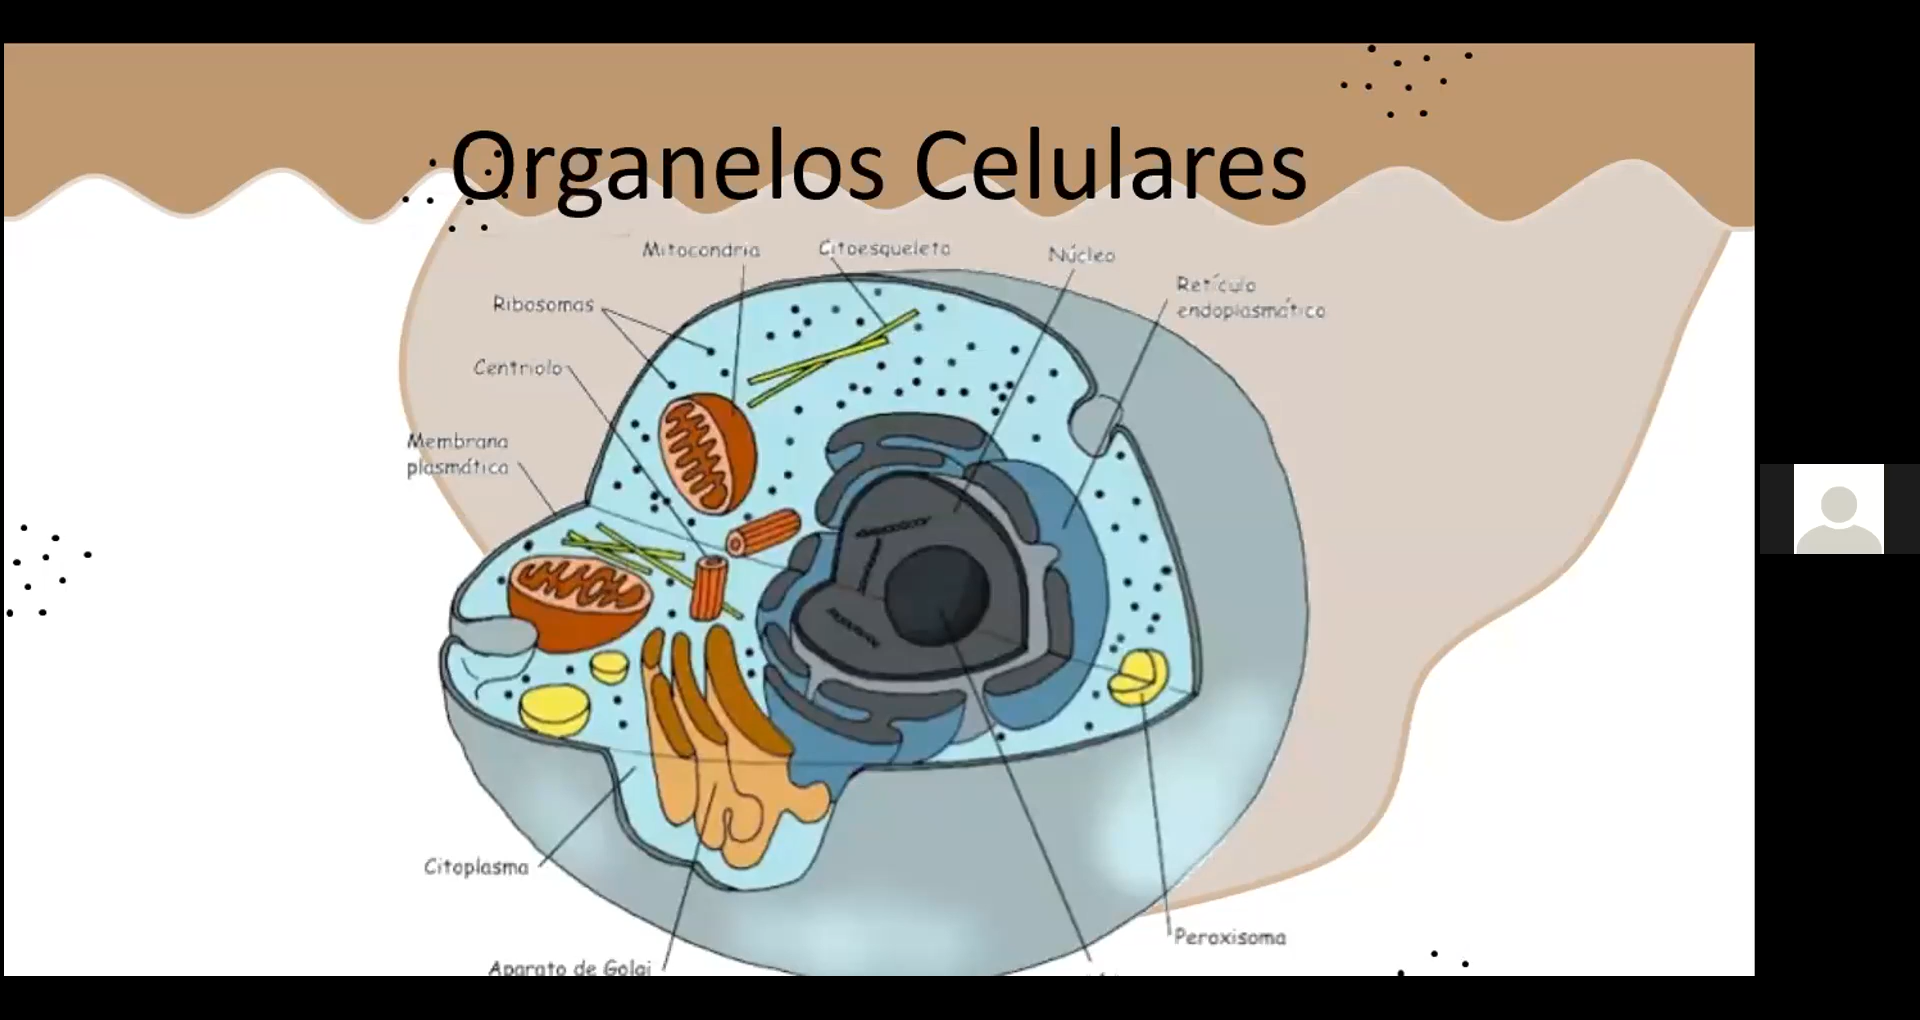 Organelos Celulares
Mitocondria
Citoesqueleto
Núcleo
Retículo
endoplasmático
Ribosomas
Centriolo
Membrana
plasmática
Citoplasma
Peroxisoma
Aparato de Golgi